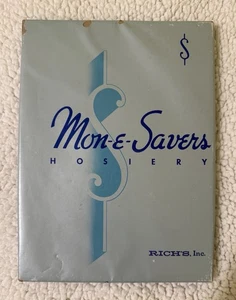 S
Mon-E-Savers
HOSIERY
RICH'S, Inc.